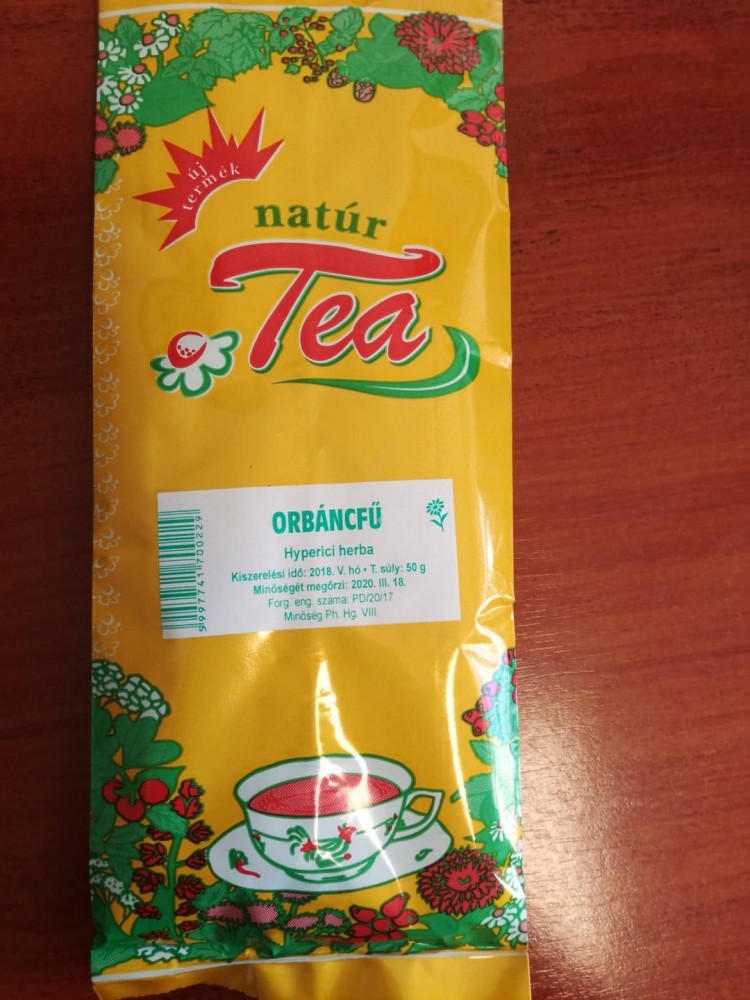 új
termék
natúr
Tea
ORBÁNCFŰ
Hyperici herba
Kiszerelési idő: 2018. V. hó • T. súly: 50 g
Minőségét megőrzi: 2020. III. 18.
Forg. eng. száma: PD/20/17
Minőség Ph. Hg. VIII
5997741700229